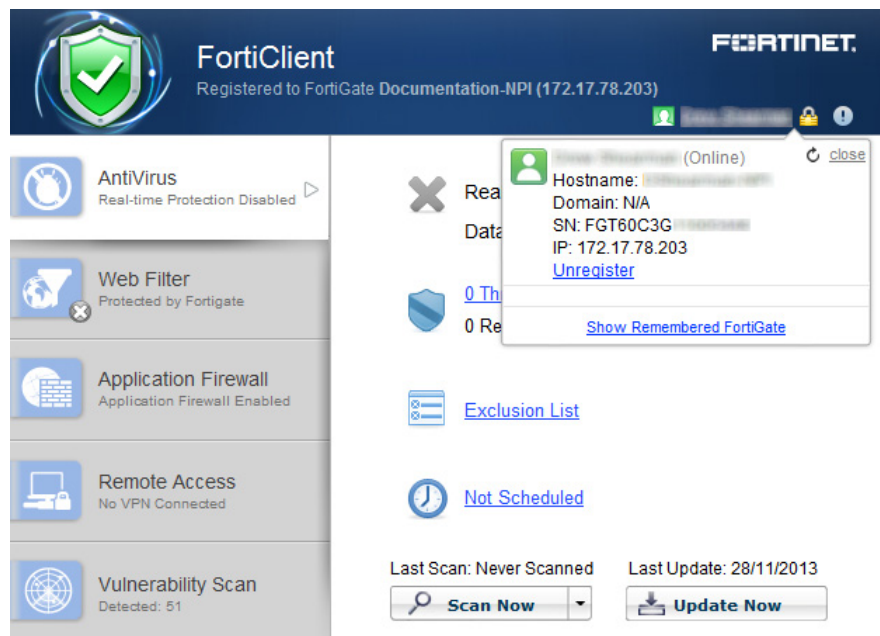 FortiClient
FORTINET.
Registered to FortiGate Documentation-NPI (172.17.78.203)
AntiVirus
Real-time Protection Disabled
Web Filter
Protected by Fortigate
Application Firewall
Application Firewall Enabled
Remote Access
No VPN Connected
Vulnerability Scan
Detected: 51
Rea
Data
0 Th
0 Re
(Online)
close
Hostname:
Domain: N/A
SN: FGT60C3G
IP: 172.17.78.203
Unregister
Show Remembered FortiGate
Exclusion List
Not Scheduled
Last Scan: Never Scanned
Last Update: 28/11/2013
Scan Now
Update Now